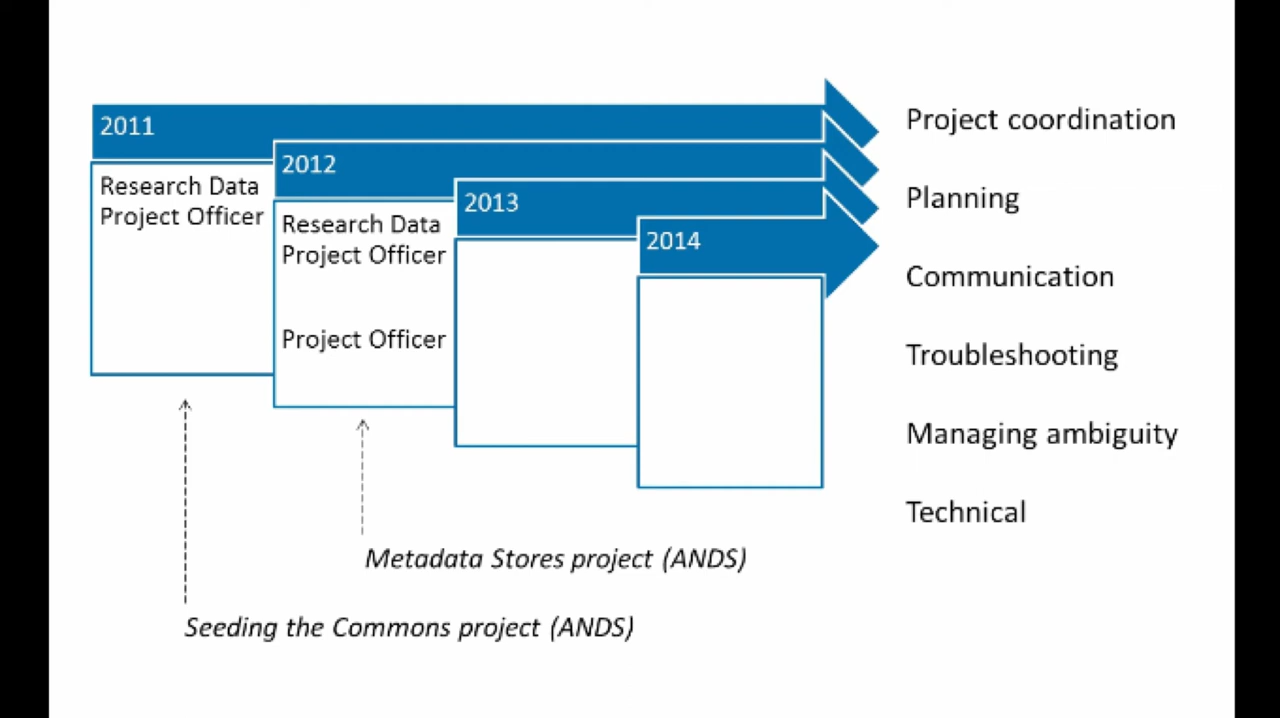 2011
Research Data
Project Officer
2012
Research Data
Project Officer
Project Officer
2013
2014
Project coordination
Planning
Communication
Troubleshooting
Managing ambiguity
Technical
Metadata Stores project (ANDS)
Seeding the Commons project (ANDS)